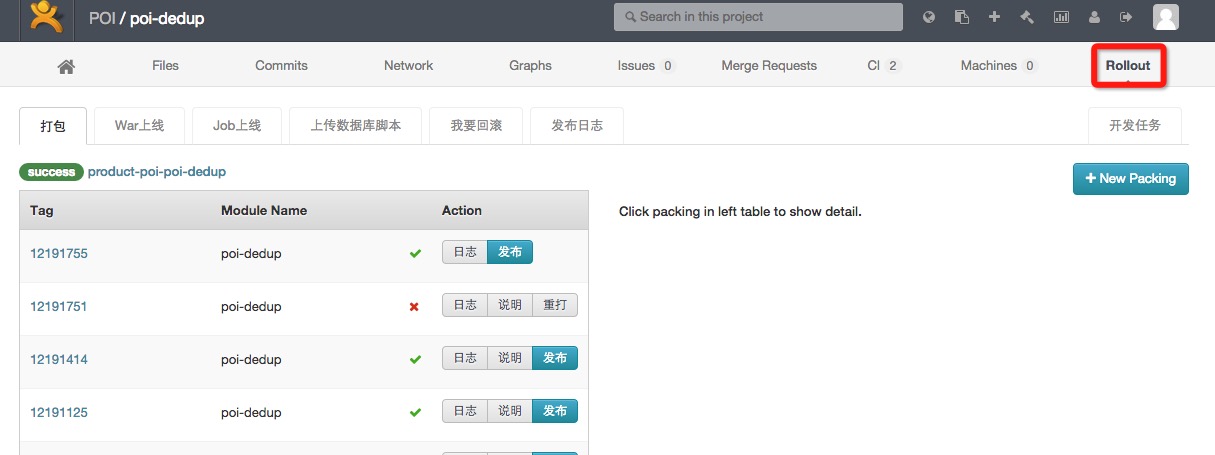 POI / poi-dedup
Search in this project
Files Commits Network Graphs Issues 0 Merge Requests CI 2 Machines 0 Rollout
打包 War上线 Job上线 上传数据库脚本 我要回滚 发布日志 开发任务
success product-poi-poi-dedup
+ New Packing
Tag Module Name Action
Click packing in left table to show detail.
12191755 poi-dedup 日志 发布
12191751 poi-dedup 日志 说明 重打
12191414 poi-dedup 日志 说明 发布
12191125 poi-dedup 日志 说明 发布